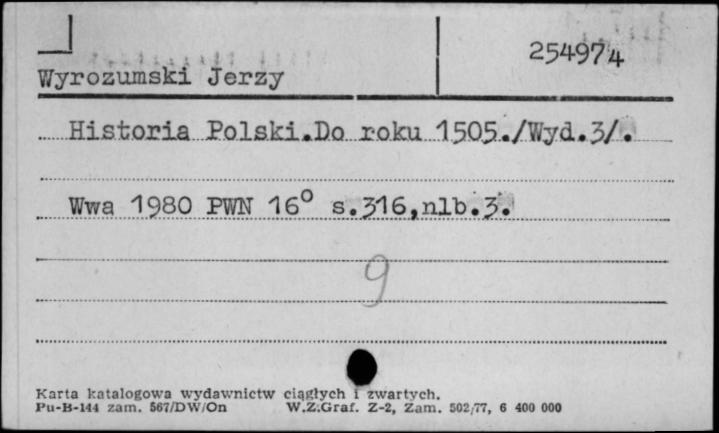 254974
Wyrozumski Jerzy
Historia Polski.Do roku 1505./Wyd.3/.
Wwa 1980 PWN 16° s.316,nlb.3.
9
Karta katalogowa wydawnictw ciągłych i zwartych.
Pu-B-144 zam. 567/DW/On W.Z.Graf. Z-2, Zam. 502/77, 6 400 000